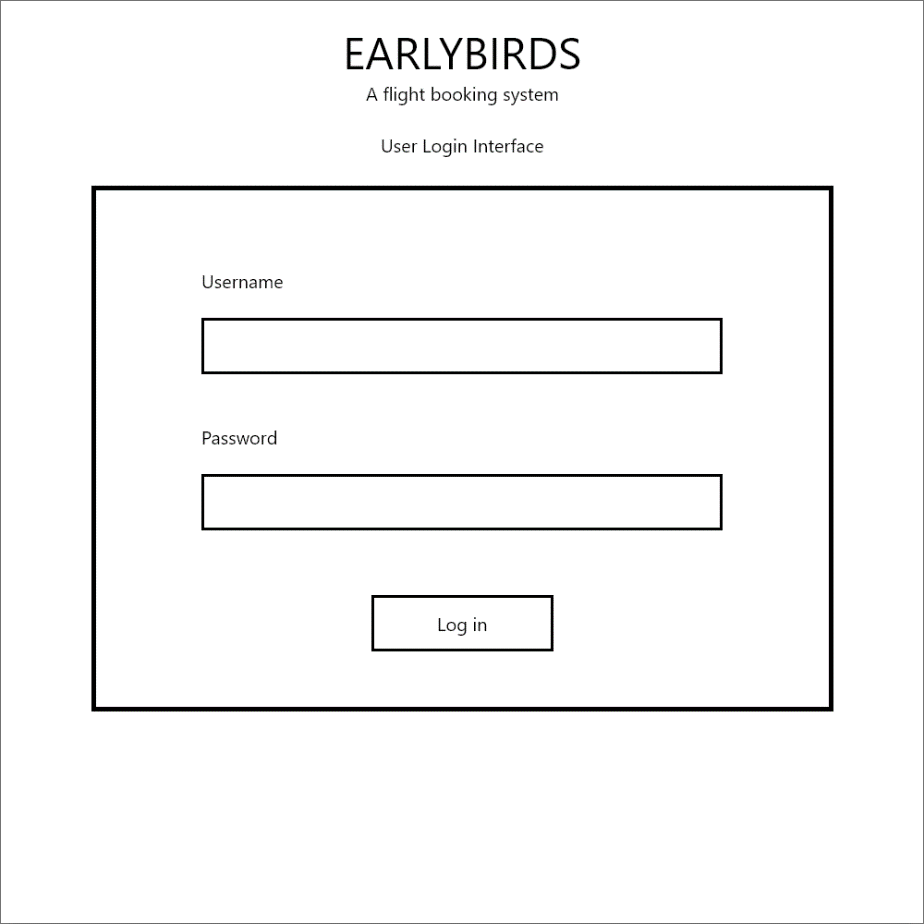 EARLYBIRDS
A flight booking system
User Login Interface
Username
Password
Log in